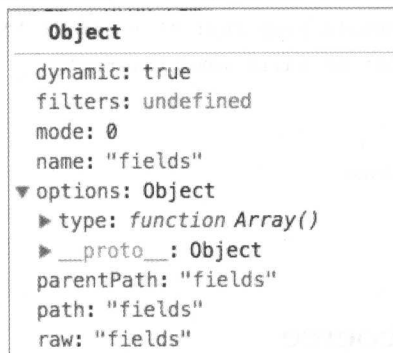 Object
dynamic: true
filters: undefined
mode: 0
name: "fields"
▼ options: Object
▶ type: function Array()
▶ __proto__: Object
parentPath: "fields"
path: "fields"
raw: "fields"